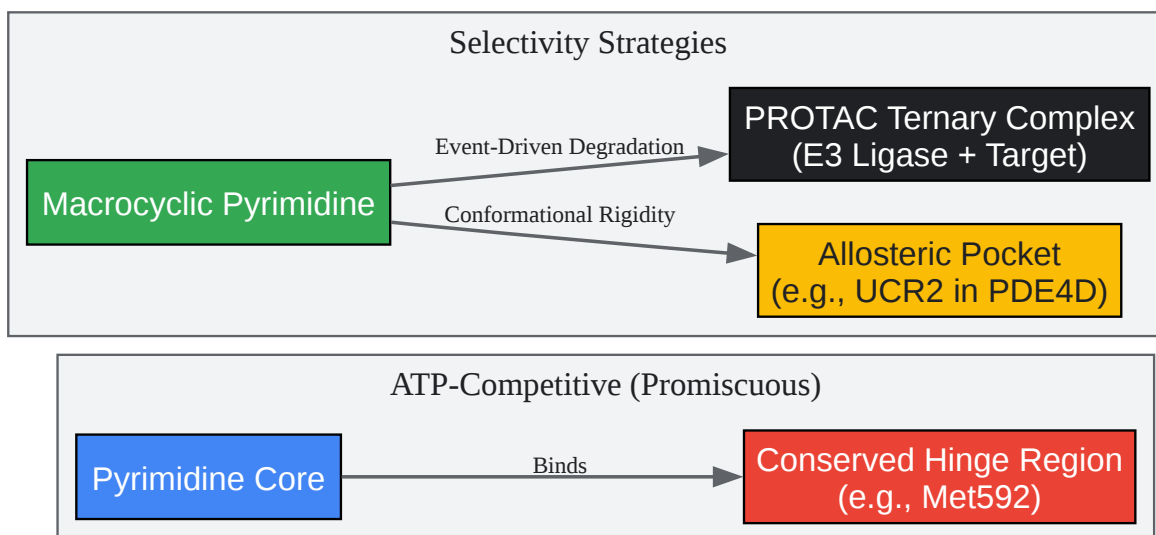 Selectivity Strategies
Macrocyclic Pyrimidine
Event-Driven Degradation
PROTAC Ternary Complex
(E3 Ligase + Target)
Conformational Rigidity
Allosteric Pocket
(e.g., UCR2 in PDE4D)
ATP-Competitive (Promiscuous)
Pyrimidine Core
Binds
Conserved Hinge Region
(e.g., Met592)